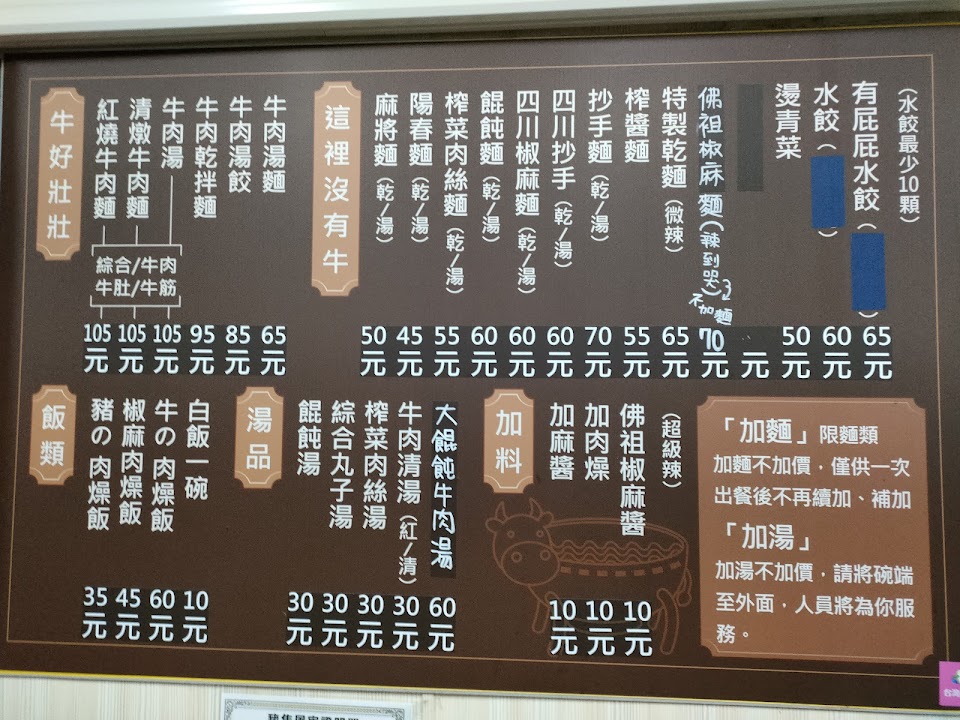 牛好壯壯
紅燒牛肉麵
清燉牛肉麵
牛肉湯
綜合/牛肉
牛肚/牛筋
牛肉乾拌麵
牛肉湯餃
牛肉湯麵
105元
105元
105元
95元
85元
65元
這裡沒有牛
麻將麵(乾/湯)
陽春麵(乾/湯)
榨菜肉絲麵(乾/湯)
餛飩麵(乾/湯)
四川椒麻麵(乾/湯)
四川抄手(乾/湯)
抄手麵(乾/湯)
榨醬麵
特製乾麵(微辣)
佛祖椒麻麵(辣到哭)
不加麵
燙青菜
水餃( )
有屁屁水餃( )
(水餃最少10顆)
50元
45元
55元
60元
60元
60元
70元
55元
65元
70元
元
50元
60元
65元
飯類
豬の肉燥飯
椒麻肉燥飯
牛の肉燥飯
白飯一碗
35元
45元
60元
10元
湯品
餛飩湯
綜合丸子湯
榨菜肉絲湯
牛肉清湯(紅/清)
大餛飩牛肉湯
30元
30元
30元
30元
60元
加料
加麻醬
加肉燥
佛祖椒麻醬
(超級辣)
10元
10元
10元
「加麵」限麵類
加麵不加價，僅供一次
出餐後不再續加、補加
「加湯」
加湯不加價，請將碗端
至外面，人員將為你服
務。
台灣